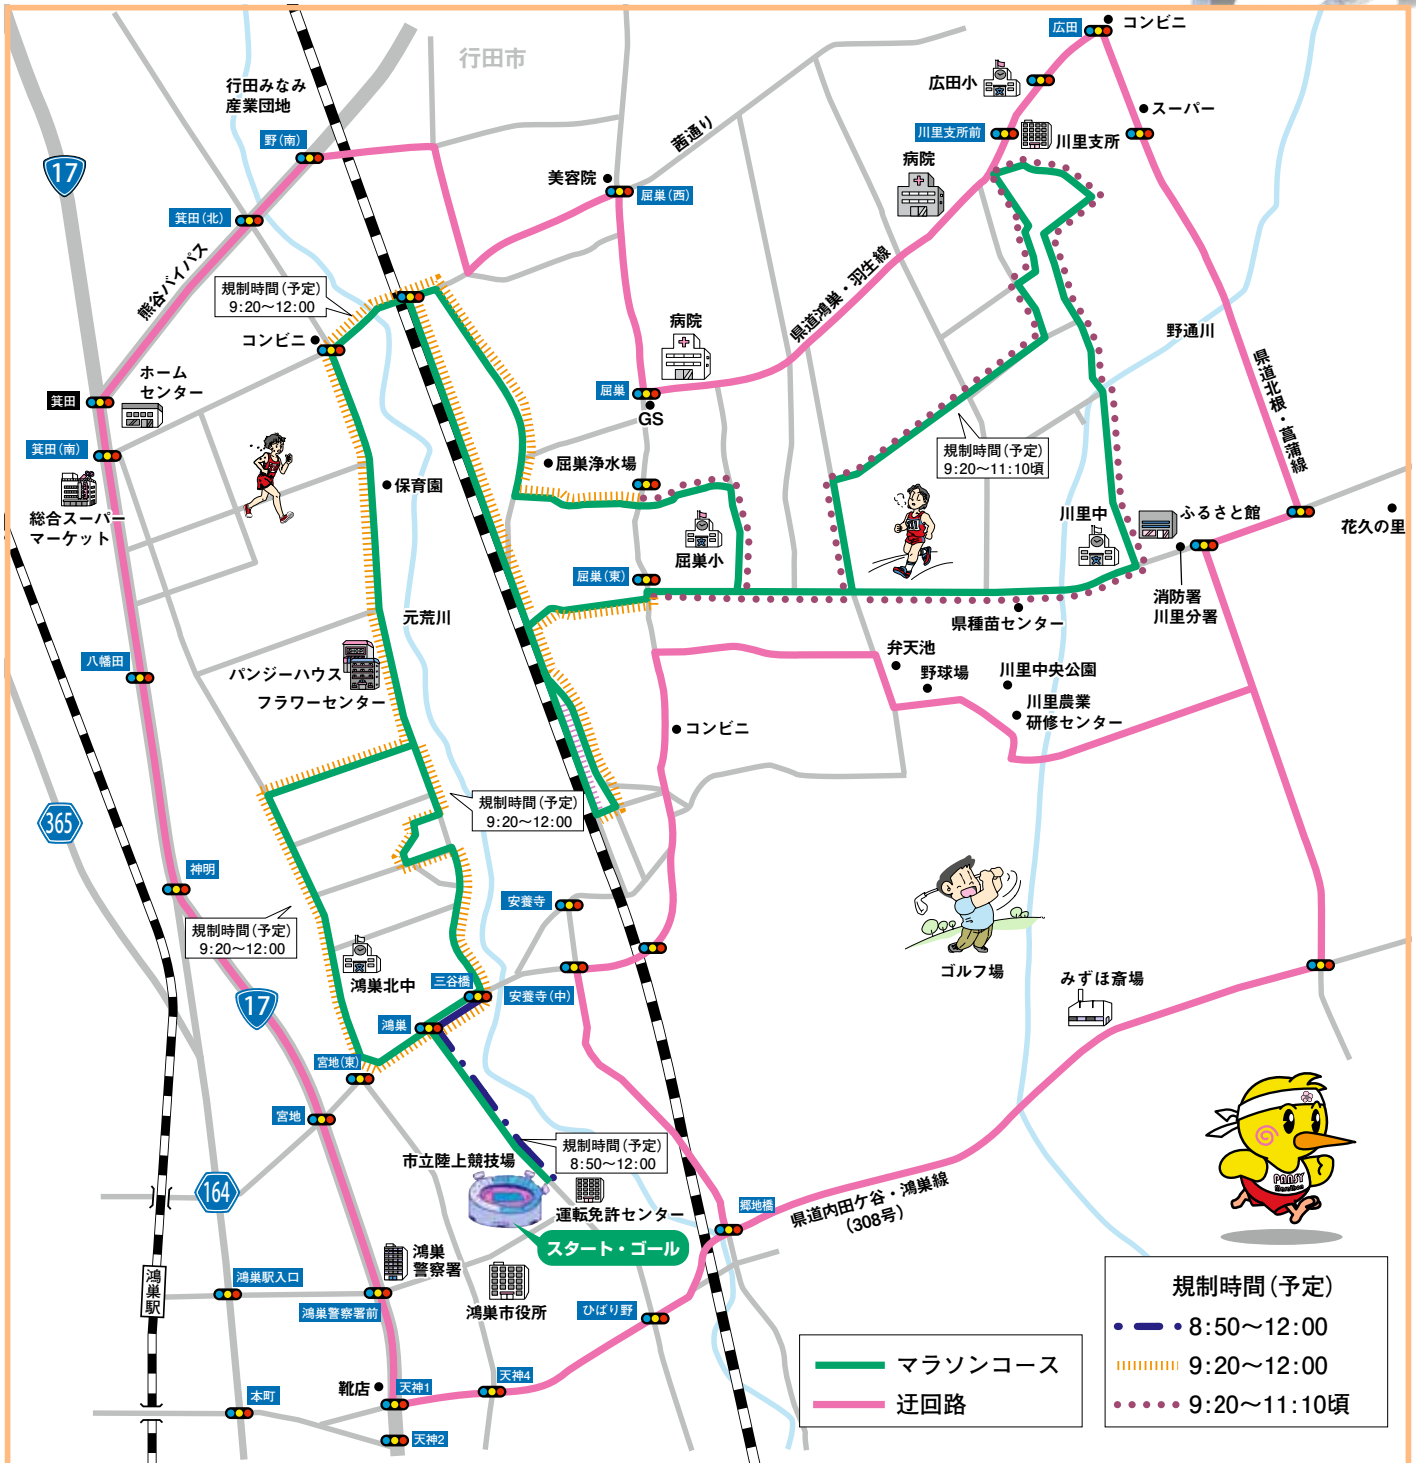 コンビニ
広田
行田市
行田みなみ
産業団地
広田小
スーパー
茜通り
野(南)
川里支所前
川里支所
病院
17
美容院
屈巣(西)
箕田(北)
熊谷バイパス
県道鴻巣・羽生線
規制時間(予定)
9:20〜12:00
病院
コンビニ
野通川
県道北根・菖蒲線
ホーム
センター
箕田
屈巣
GS
箕田(南)
規制時間(予定)
9:20〜11:10頃
屈巣浄水場
保育園
総合スーパー
マーケット
川里中
ふるさと館
花久の里
屈巣小
屈巣(東)
消防署
川里分署
元荒川
県種苗センター
弁天池
八幡田
パンジーハウス
フラワーセンター
野球場
川里中央公園
川里農業
研修センター
コンビニ
規制時間(予定)
9:20〜12:00
365
神明
安養寺
規制時間(予定)
9:20〜12:00
鴻巣北中
三谷橋
安養寺(中)
ゴルフ場
みずほ斎場
17
鴻巣
宮地(東)
宮地
規制時間(予定)
8:50〜12:00
市立陸上競技場
164
運転免許センター
郷地橋
県道内田ケ谷・鴻巣線
(308号)
スタート・ゴール
PANSY
Marathon
鴻巣駅
鴻巣駅入口
鴻巣
警察署
鴻巣警察署前
鴻巣市役所
ひばり野
靴店
天神1
天神4
本町
天神2
マラソンコース
迂回路
規制時間(予定)
8:50〜12:00
9:20〜12:00
9:20〜11:10頃